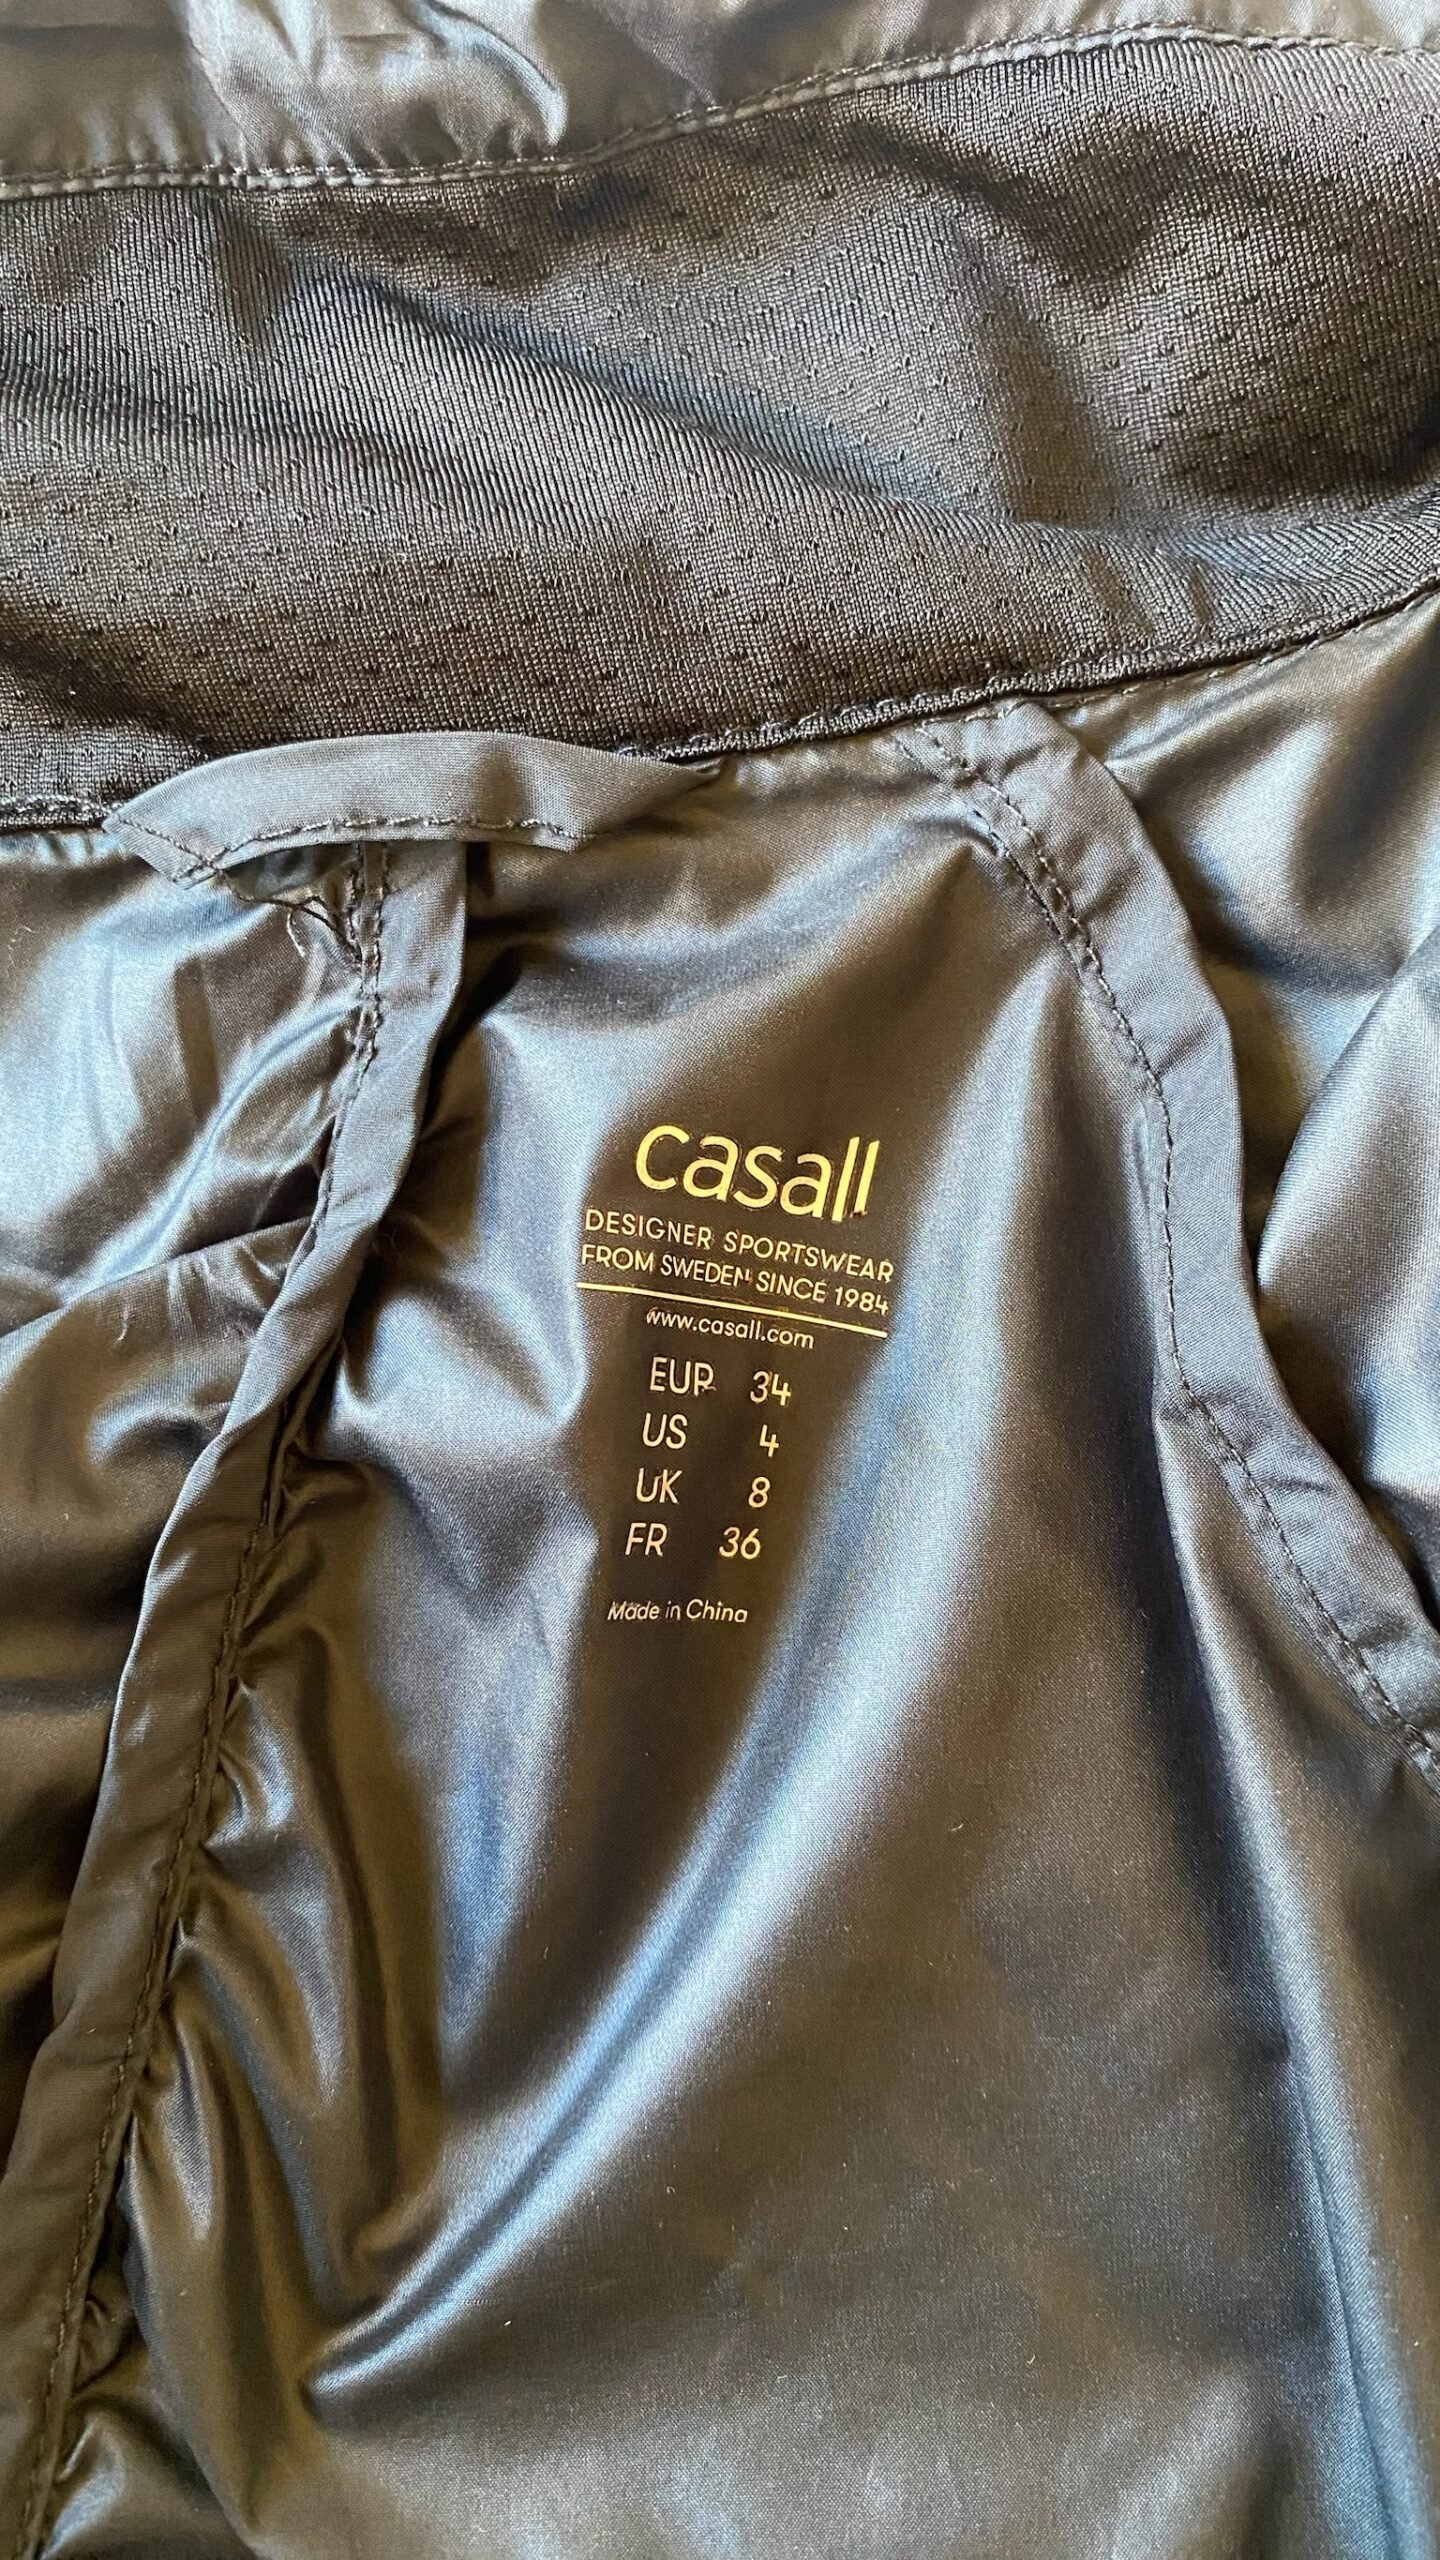 casall
DESIGNER SPORTSWEAR
FROM SWEDEN SINCE 1984
www.casall.com
EUR 34
US 4
UK 8
FR 36
Made in China